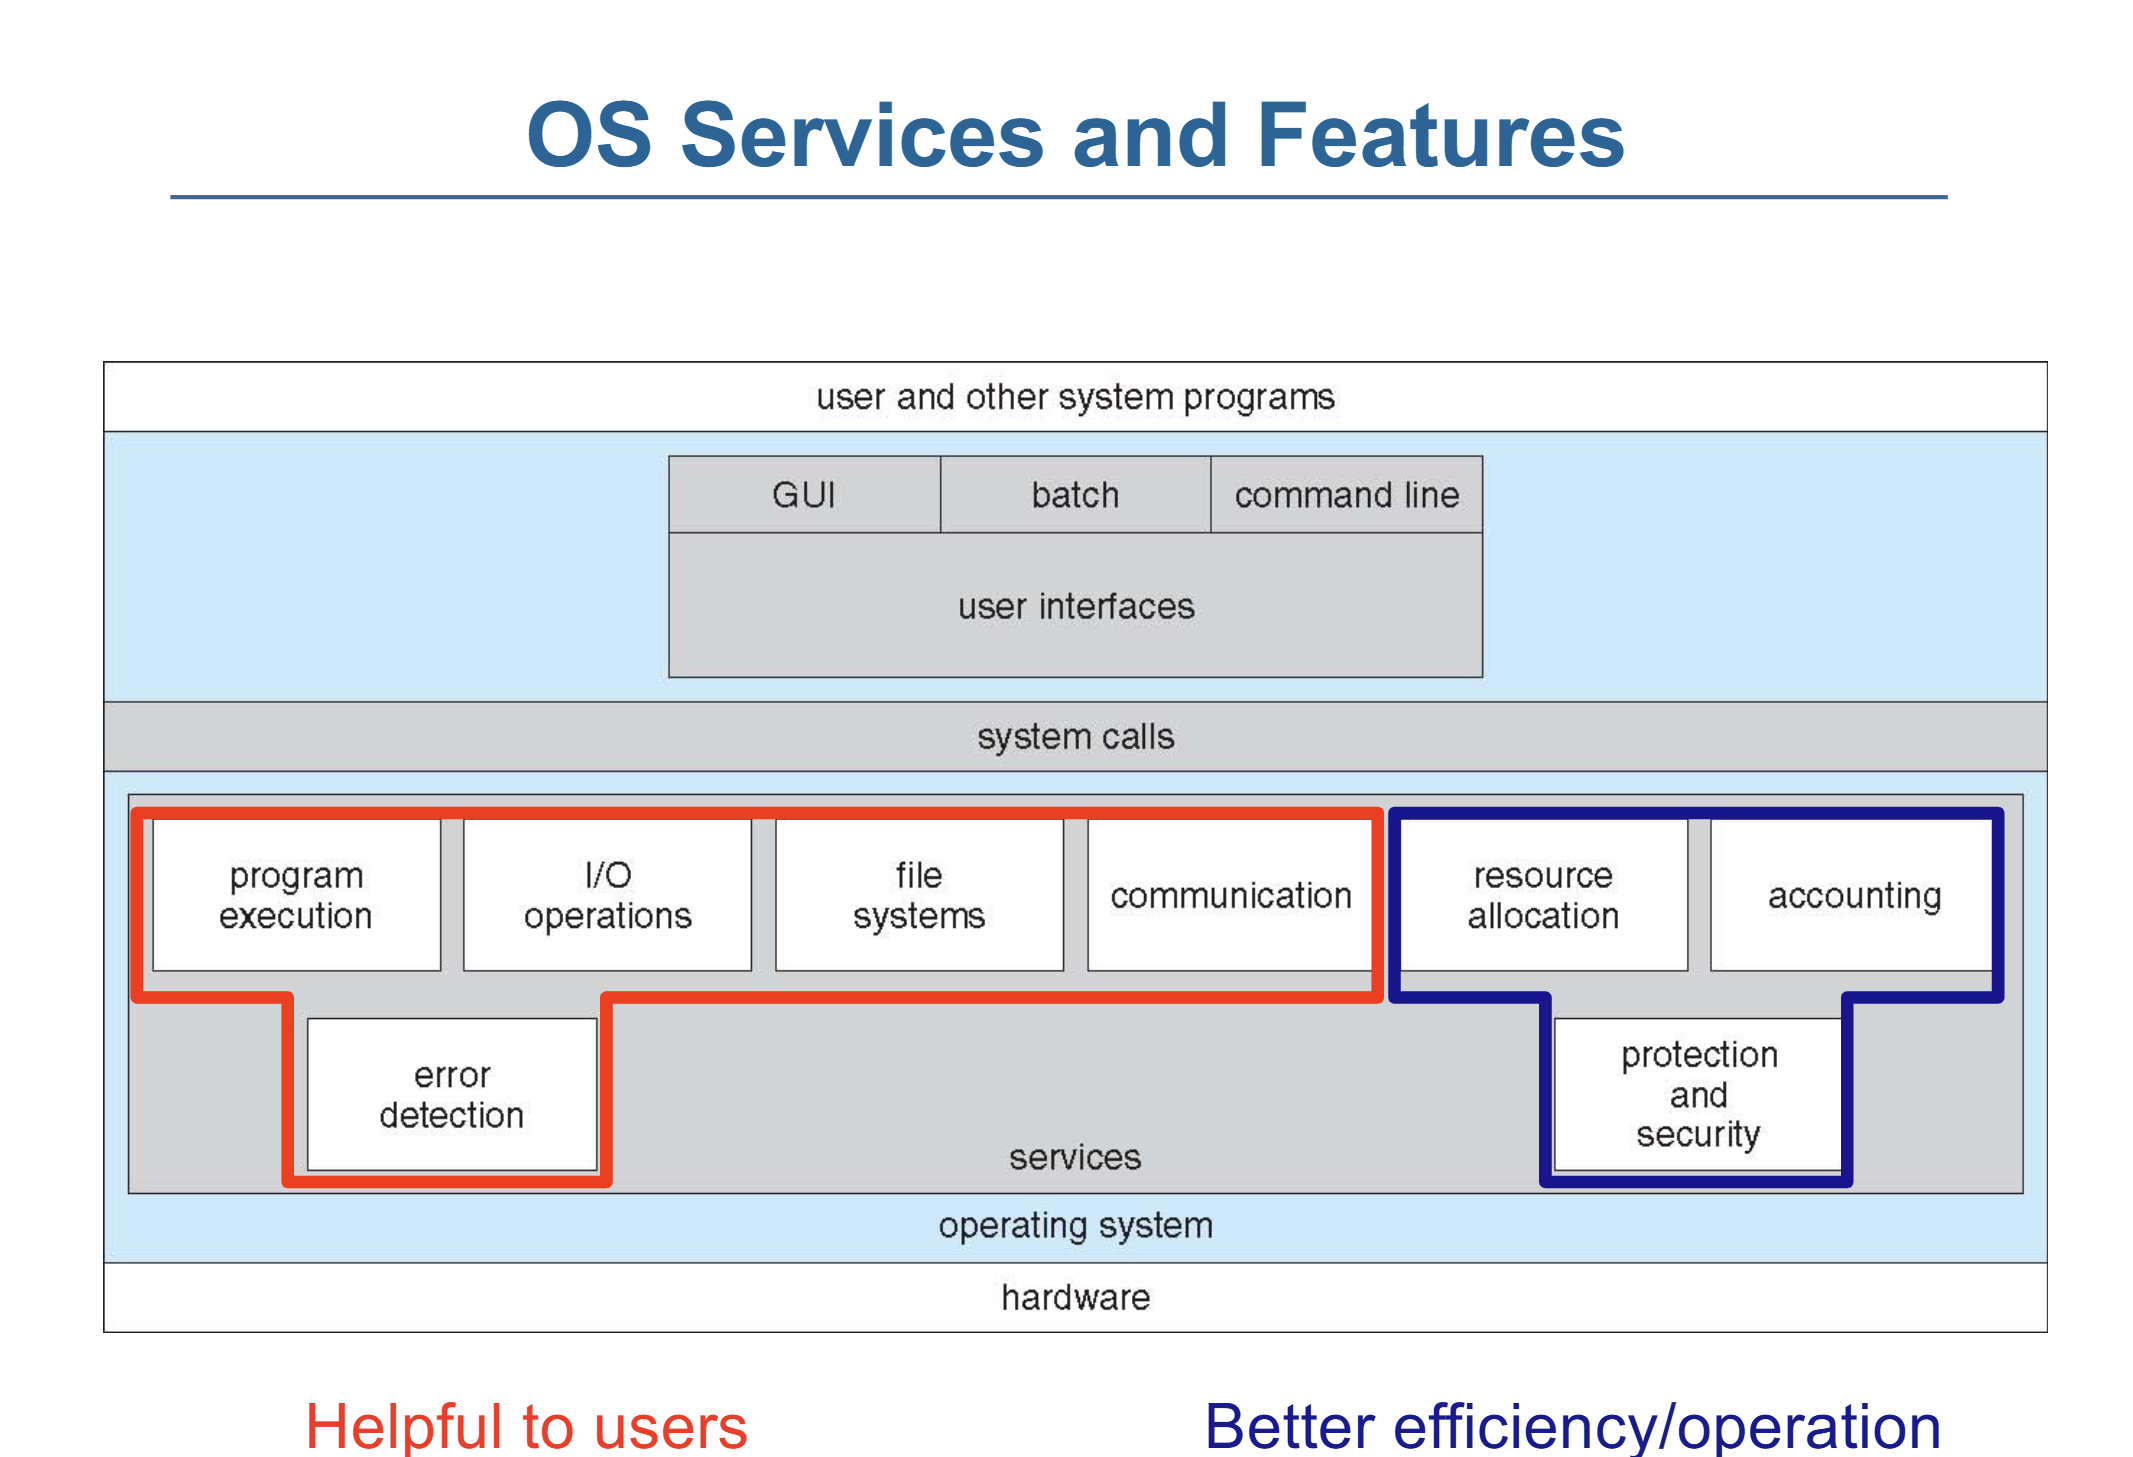 OS Services and Features
user and other system programs
GUI
batch
command line
user interfaces
system calls
program
execution
I/O
operations
file
systems
communication
resource
allocation
accounting
error
detection
protection
and
security
services
operating system
hardware
Helpful to users
Better efficiency/operation